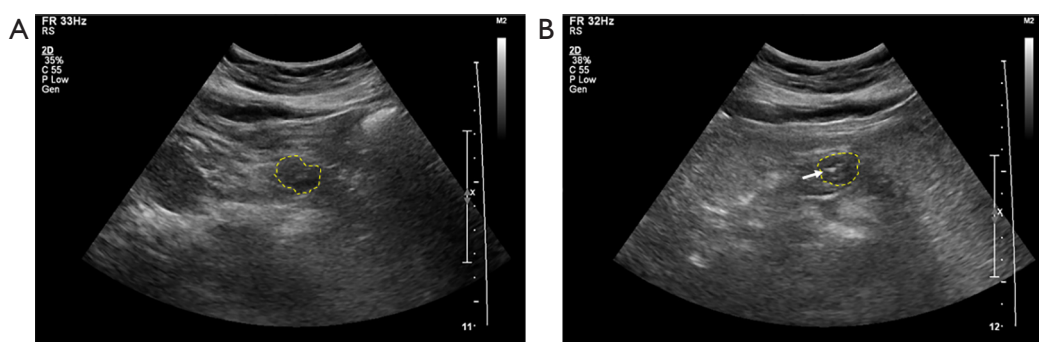 A
FR 33Hz
RS
2D
35%
C 55
P Low
Gen
M2
x
11
B
FR 32Hz
RS
2D
38%
C 55
P Low
Gen
M2
X
12